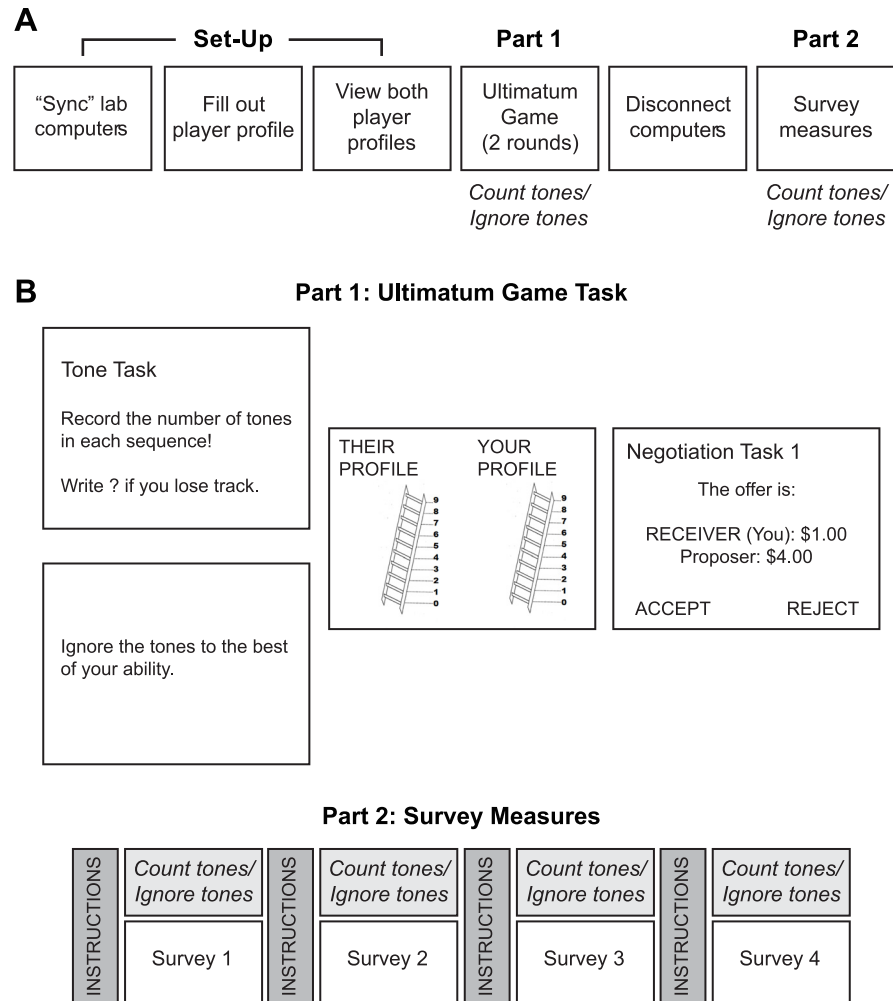 A
Set-Up
Part 1
Part 2
“Sync” lab
computers
Fill out
player profile
View both
player
profiles
Ultimatum
Game
(2 rounds)
Disconnect
computers
Survey
measures
Count tones/
Ignore tones
Count tones/
Ignore tones
B
Part 1: Ultimatum Game Task
Tone Task
Record the number of tones
in each sequence!
Write ? if you lose track.
Ignore the tones to the best
of your ability.
THEIR
PROFILE
9
8
7
6
5
4
3
2
1
0
YOUR
PROFILE
9
8
7
6
5
4
3
2
1
0
Negotiation Task 1
The offer is:
RECEIVER (You): $1.00
Proposer: $4.00
ACCEPT REJECT
Part 2: Survey Measures
INSTRUCTIONS
Count tones/
Ignore tones
Survey 1
INSTRUCTIONS
Count tones/
Ignore tones
Survey 2
INSTRUCTIONS
Count tones/
Ignore tones
Survey 3
INSTRUCTIONS
Count tones/
Ignore tones
Survey 4